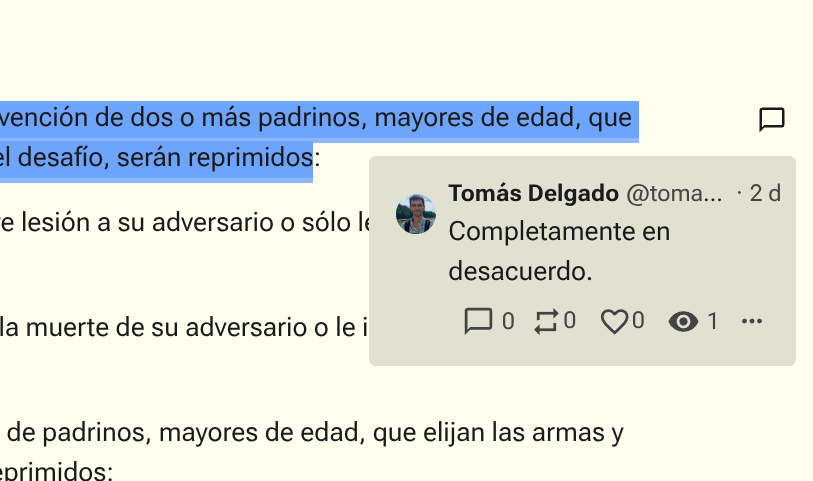 vención de dos o más padrinos, mayores de edad, que
el desafío, serán reprimidos:
e lesión a su adversario o sólo le
la muerte de su adversario o le i
de padrinos, mayores de edad, que elijan las armas y
eprimidos:
Tomás Delgado @toma... · 2 d
Completamente en
desacuerdo.
0 0 0 1 ...